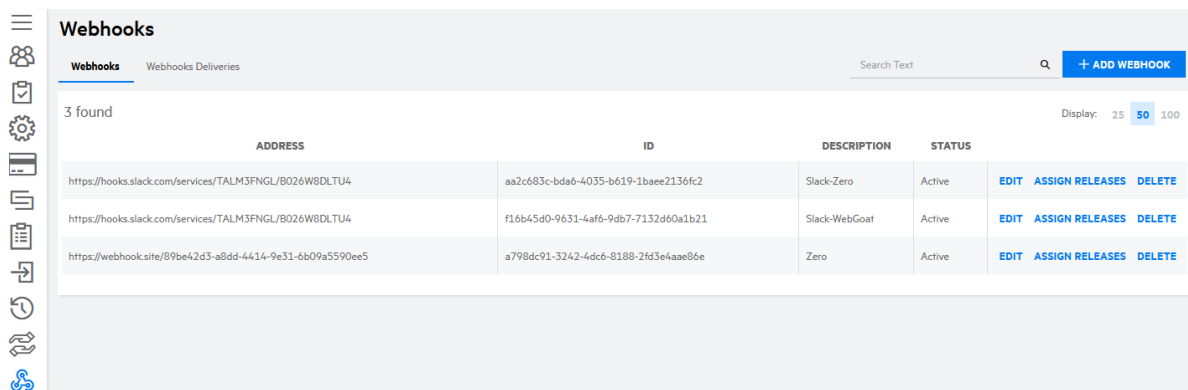 Webhooks
Webhooks Webhooks Deliveries Search Text + ADD WEBHOOK
3 found Display: 25 50 100
ADDRESS ID DESCRIPTION STATUS
https://hooks.slack.com/services/TALM3FNGL/B026W8DLTU4 aa2c683c-bda6-4035-b619-1baee2136fc2 Slack-Zero Active EDIT ASSIGN RELEASES DELETE
https://hooks.slack.com/services/TALM3FNGL/B026W8DLTU4 f16b45d0-9631-4af6-9db7-7132d60a1b21 Slack-WebGoat Active EDIT ASSIGN RELEASES DELETE
https://webhook.site/89be42d3-a8dd-4414-9e31-6b09a5590ee5 a798dc91-3242-4dc6-8188-2fd3e4aae86e Zero Active EDIT ASSIGN RELEASES DELETE